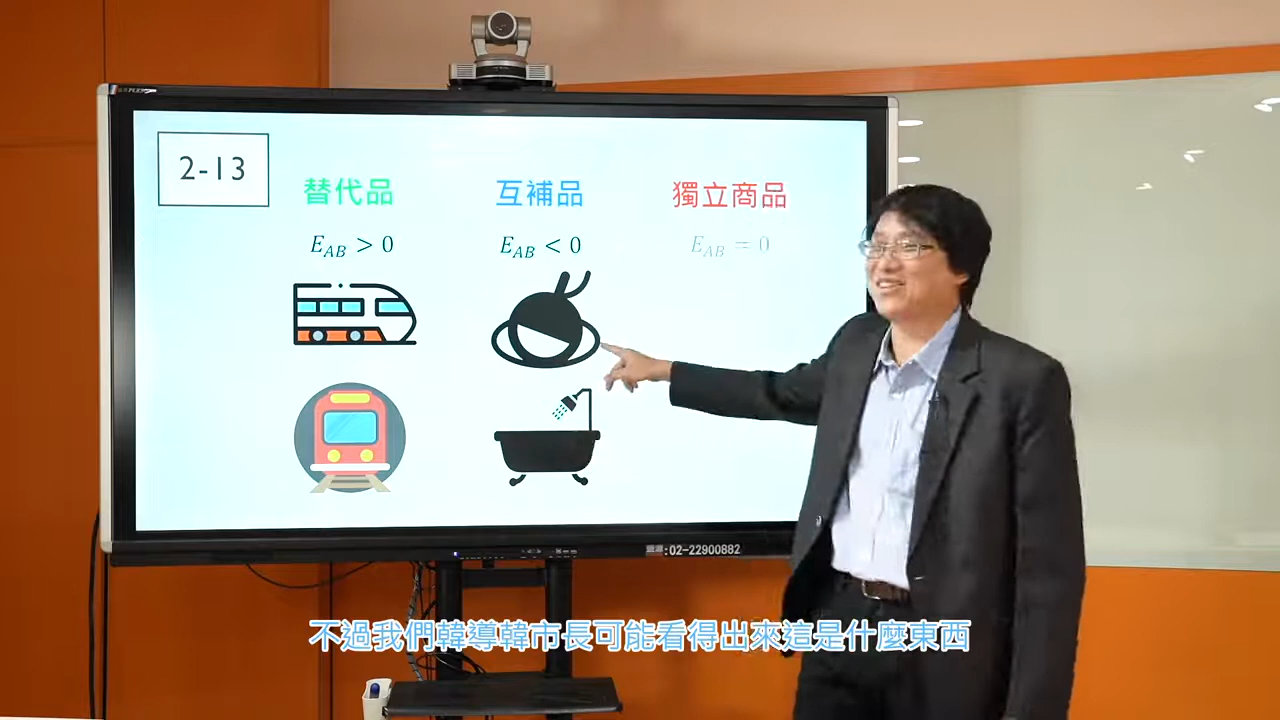 2-13
替代品
互補品
獨立商品
E_AB > 0
E_AB < 0
E_AB = 0
:02-22900882
不過我們韓導韓市長可能看得出來這是什麼東西